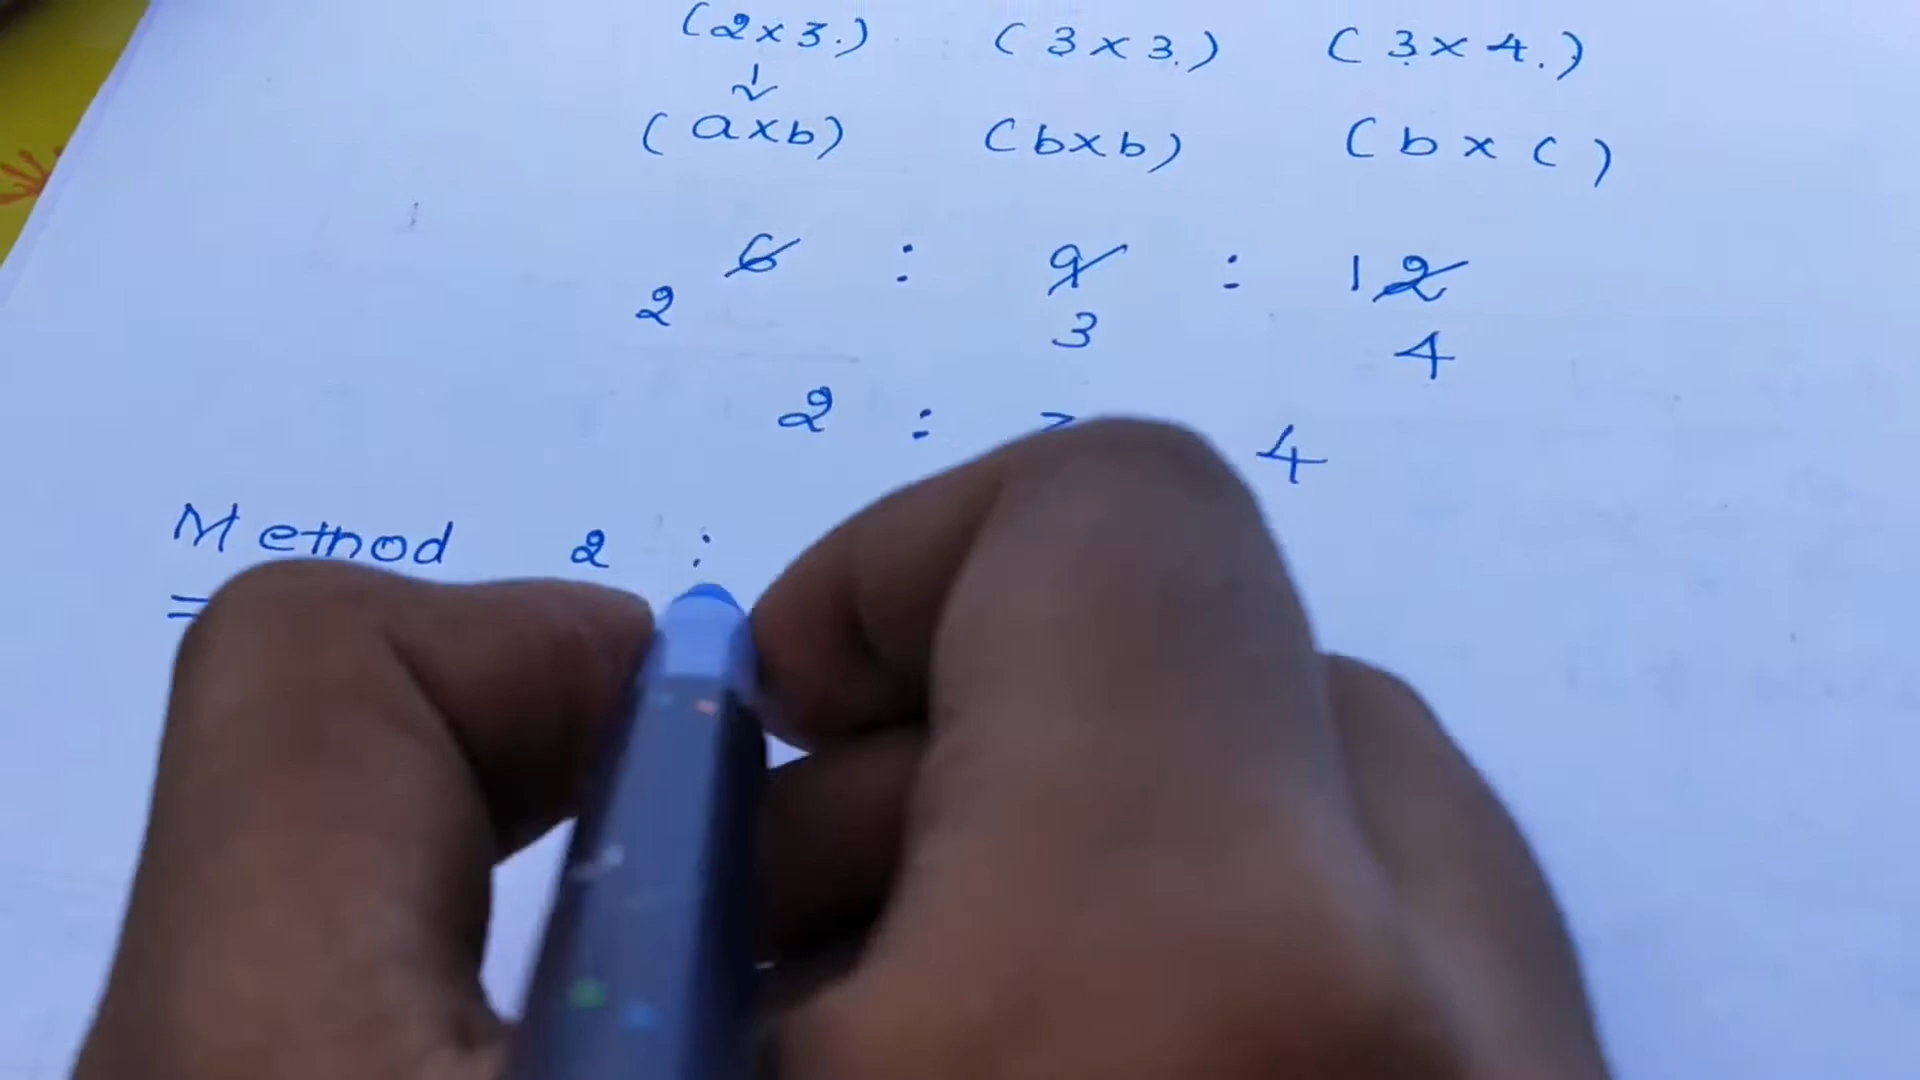 (2x3.) (3x3.) (3x4.)
(axb) (bxb) (bxc)
6 : 9 : 12
2 3 4
2 : 4
Method 2 :
=